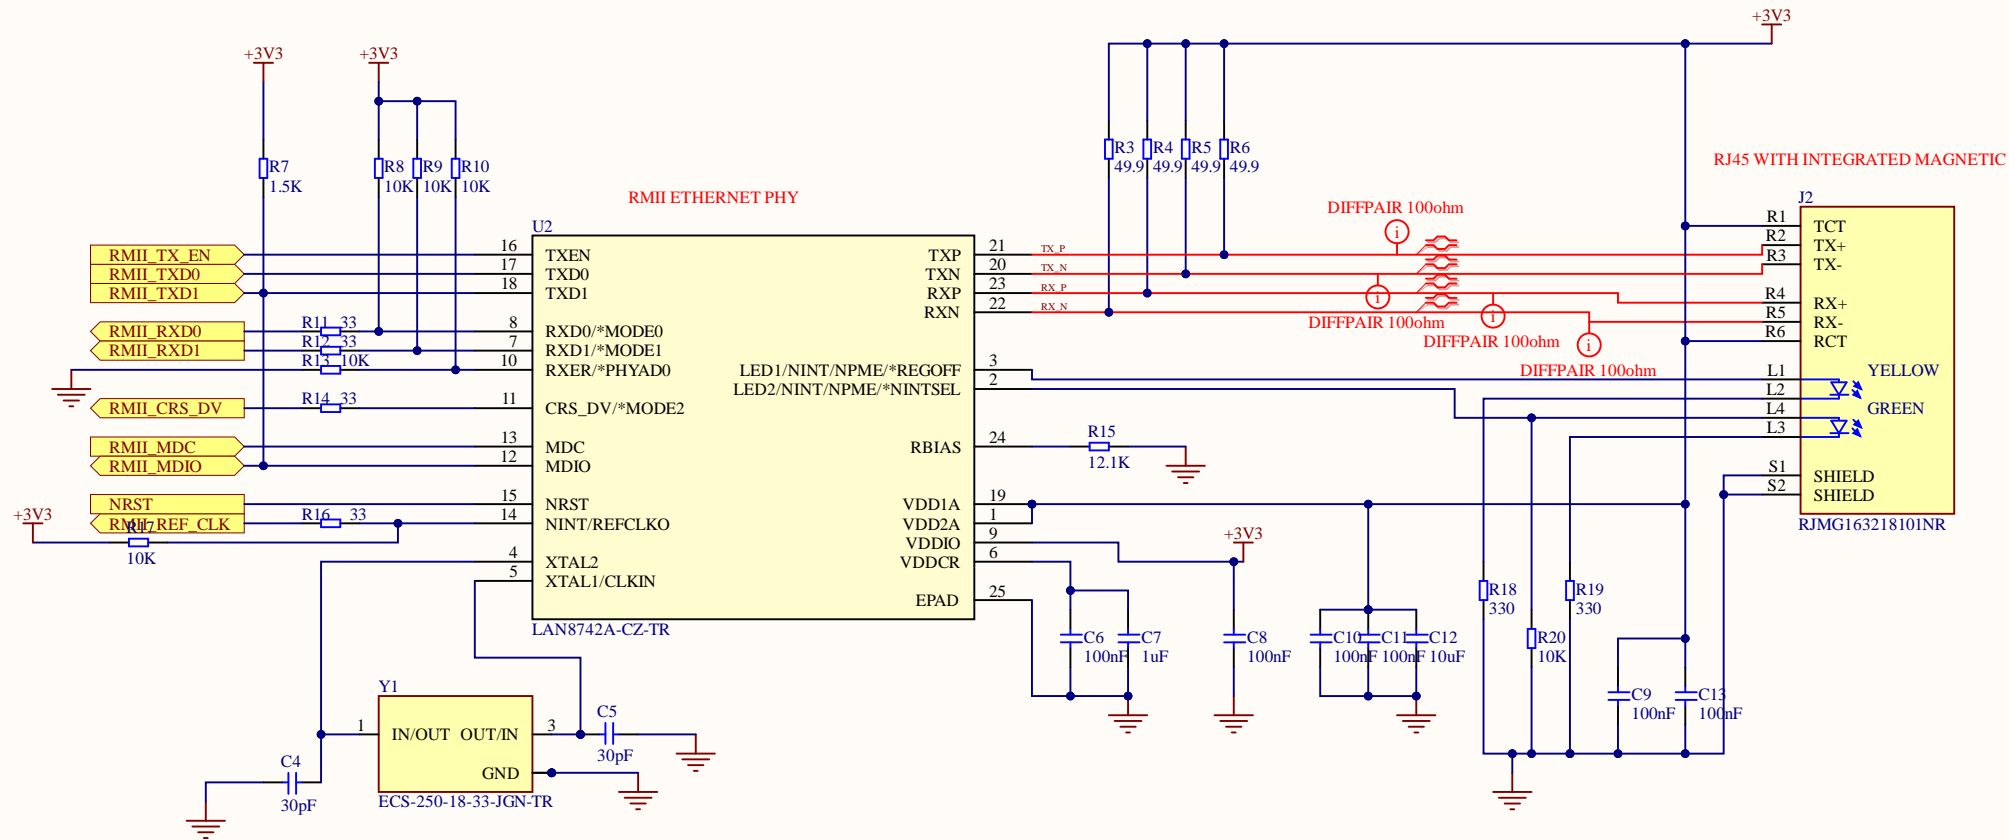 +3V3
+3V3
+3V3
R7
1.5K
R8
10K
R9
10K
R10
10K
R3
49.9
R4
49.9
R5
49.9
R6
49.9
RMII ETHERNET PHY
RJ45 WITH INTEGRATED MAGNETIC
U2
J2
RMII_TX_EN
RMII_TXD0
RMII_TXD1
RMII_RXD0
RMII_RXD1
RMII_CRS_DV
RMII_MDC
RMII_MDIO
NRST
RMII_REF_CLK
R11 33
R12 33
R13 10K
R14 33
R16 33
+3V3
R17
10K
16 TXEN
17 TXD0
18 TXD1
8 RXD0/*MODE0
7 RXD1/*MODE1
10 RXER/*PHYAD0
11 CRS_DV/*MODE2
13 MDC
12 MDIO
15 NRST
14 NINT/REFCLKO
4 XTAL2
5 XTAL1/CLKIN
TXP 21 TX_P
TXN 20 TX_N
RXP 23 RX_P
RXN 22 RX_N
LED1/NINT/NPME/*REGOFF 3
LED2/NINT/NPME/*NINTSEL 2
RBIAS 24
VDD1A 19
VDD2A 1
VDDIO 9
VDDCR 6
EPAD 25
LAN8742A-CZ-TR
DIFFPAIR 100ohm
i
i
DIFFPAIR 100ohm
i
DIFFPAIR 100ohm
i
DIFFPAIR 100ohm
R1 TCT
R2 TX+
R3 TX-
R4 RX+
R5 RX-
R6 RCT
L1 YELLOW
L2
L4 GREEN
L3
S1 SHIELD
S2 SHIELD
RJMG163218101NR
R15
12.1K
+3V3
C6
100nF
C7
1uF
C8
100nF
C10
100nF
C11
100nF
C12
10uF
R18
330
R19
330
R20
10K
C9
100nF
C13
100nF
Y1
1 IN/OUT OUT/IN 3
GND
ECS-250-18-33-JGN-TR
C4
30pF
C5
30pF